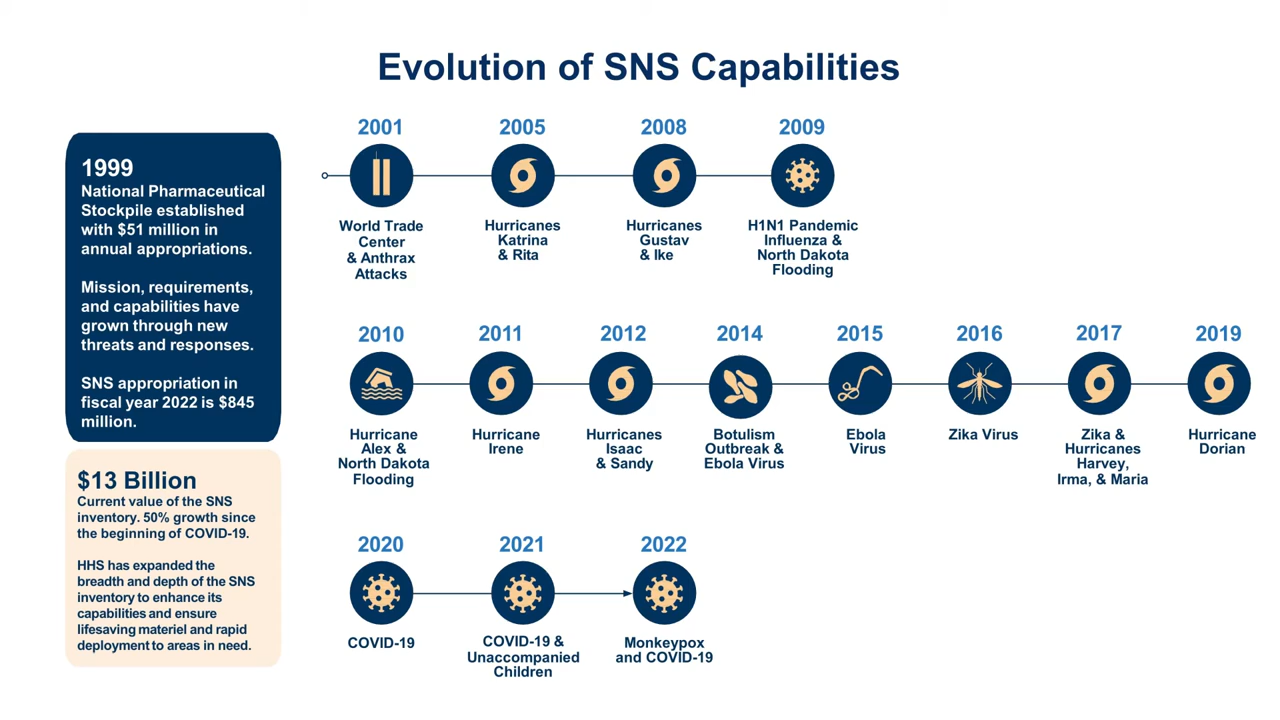 Evolution of SNS Capabilities
1999
National Pharmaceutical
Stockpile established
with $51 million in
annual appropriations.
Mission, requirements,
and capabilities have
grown through new
threats and responses.
SNS appropriation in
fiscal year 2022 is $845
million.
$13 Billion
Current value of the SNS
inventory. 50% growth since
the beginning of COVID-19.
HHS has expanded the
breadth and depth of the SNS
inventory to enhance its
capabilities and ensure
lifesaving materiel and rapid
deployment to areas in need.
2001
World Trade
Center
& Anthrax
Attacks
2005
Hurricanes
Katrina
& Rita
2008
Hurricanes
Gustav
& Ike
2009
H1N1 Pandemic
Influenza &
North Dakota
Flooding
2010
Hurricane
Alex &
North Dakota
Flooding
2011
Hurricane
Irene
2012
Hurricanes
Isaac
& Sandy
2014
Botulism
Outbreak &
Ebola Virus
2015
Ebola
Virus
2016
Zika Virus
2017
Zika &
Hurricanes
Harvey,
Irma, & Maria
2019
Hurricane
Dorian
2020
COVID-19
2021
COVID-19 &
Unaccompanied
Children
2022
Monkeypox
and COVID-19